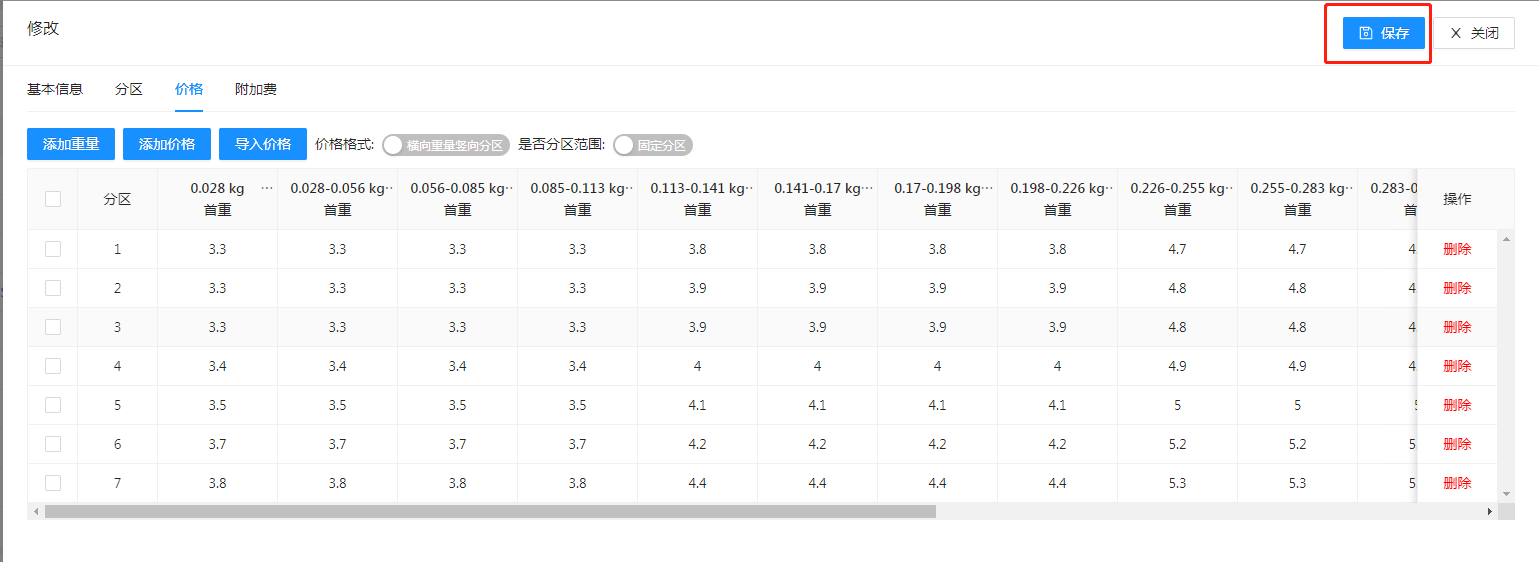 修改
保存
关闭
基本信息 分区 价格 附加费
添加重量 添加价格 导入价格 价格格式: 横向重量竖向分区 是否分区范围: 固定分区
分区 0.028 kg ··· 0.028-0.056 kg·· 0.056-0.085 kg·· 0.085-0.113 kg·· 0.113-0.141 kg·· 0.141-0.17 kg··· 0.17-0.198 kg··· 0.198-0.226 kg·· 0.226-0.255 kg·· 0.255-0.283 kg·· 0.283-0 操作
首重 首重 首重 首重 首重 首重 首重 首重 首重 首重 首
1 3.3 3.3 3.3 3.3 3.8 3.8 3.8 3.8 4.7 4.7 4. 删除
2 3.3 3.3 3.3 3.3 3.9 3.9 3.9 3.9 4.8 4.8 4. 删除
3 3.3 3.3 3.3 3.3 3.9 3.9 3.9 3.9 4.8 4.8 4. 删除
4 3.4 3.4 3.4 3.4 4 4 4 4 4.9 4.9 4. 删除
5 3.5 3.5 3.5 3.5 4.1 4.1 4.1 4.1 5 5 删除
6 3.7 3.7 3.7 3.7 4.2 4.2 4.2 4.2 5.2 5.2 5. 删除
7 3.8 3.8 3.8 3.8 4.4 4.4 4.4 4.4 5.3 5.3 5. 删除